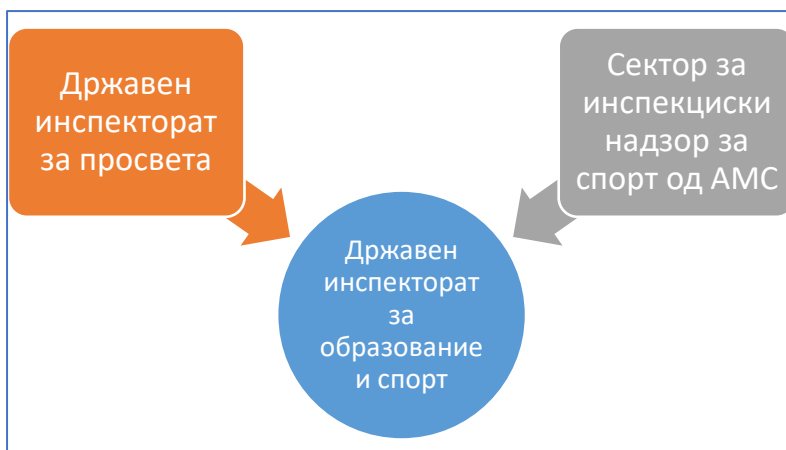 Државен
инспекторат
за просвета
Сектор за
инспекциски
надзор за
спорт од АМС
Државен
инспекторат
за
образование
и спорт